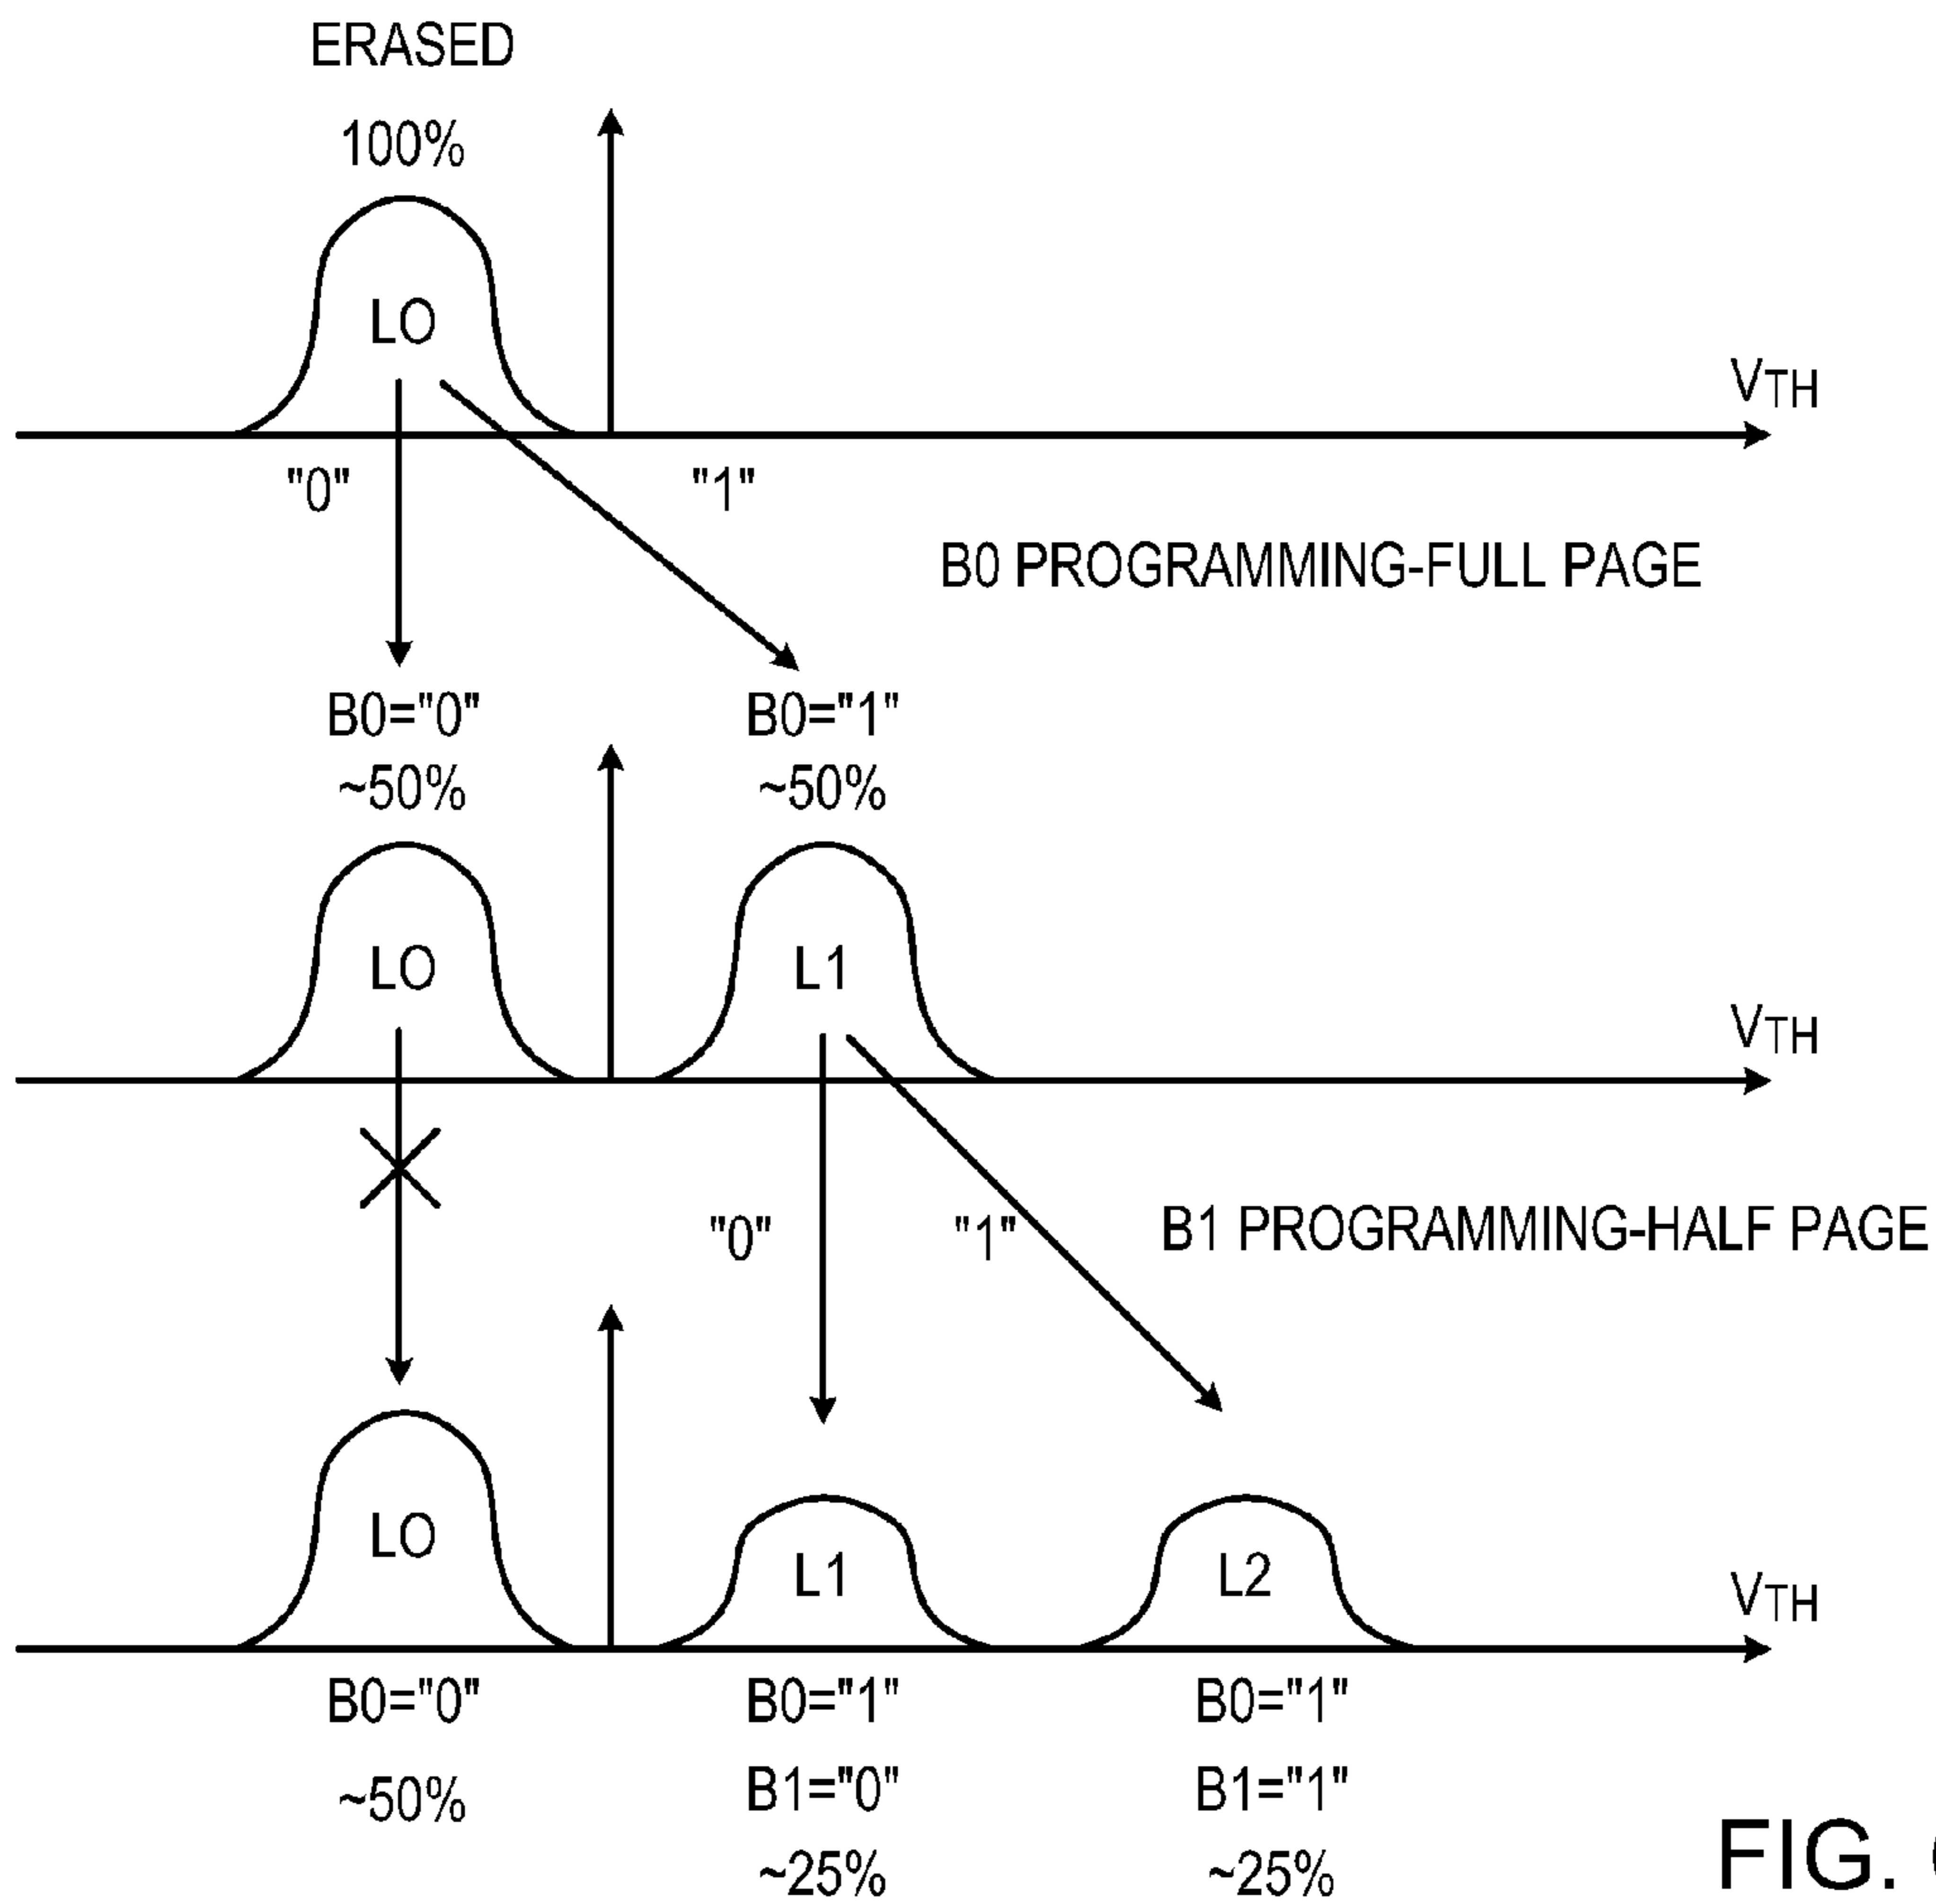 ERASED
100%
LO
VTH
"0" "1"
B0 PROGRAMMING-FULL PAGE
B0="0" B0="1"
~50% ~50%
LO L1
VTH
"0" "1" B1 PROGRAMMING-HALF PAGE
LO L1 L2
VTH
B0="0" B0="1" B0="1"
B1="0" B1="1"
~50%
~25% ~25%
FIG.